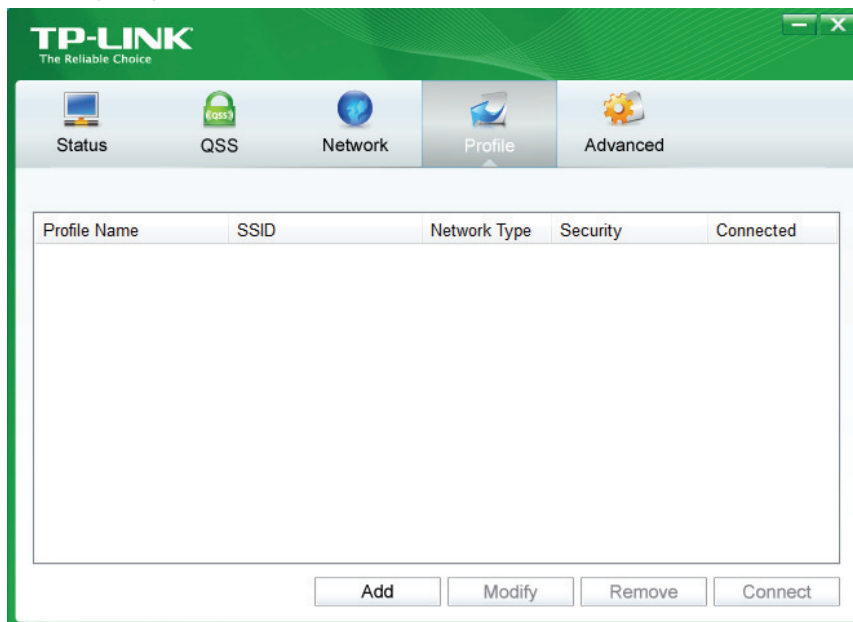 TP-LINK
The Reliable Choice
Status QSS Network Profile Advanced
Profile Name SSID Network Type Security Connected
Add Modify Remove Connect